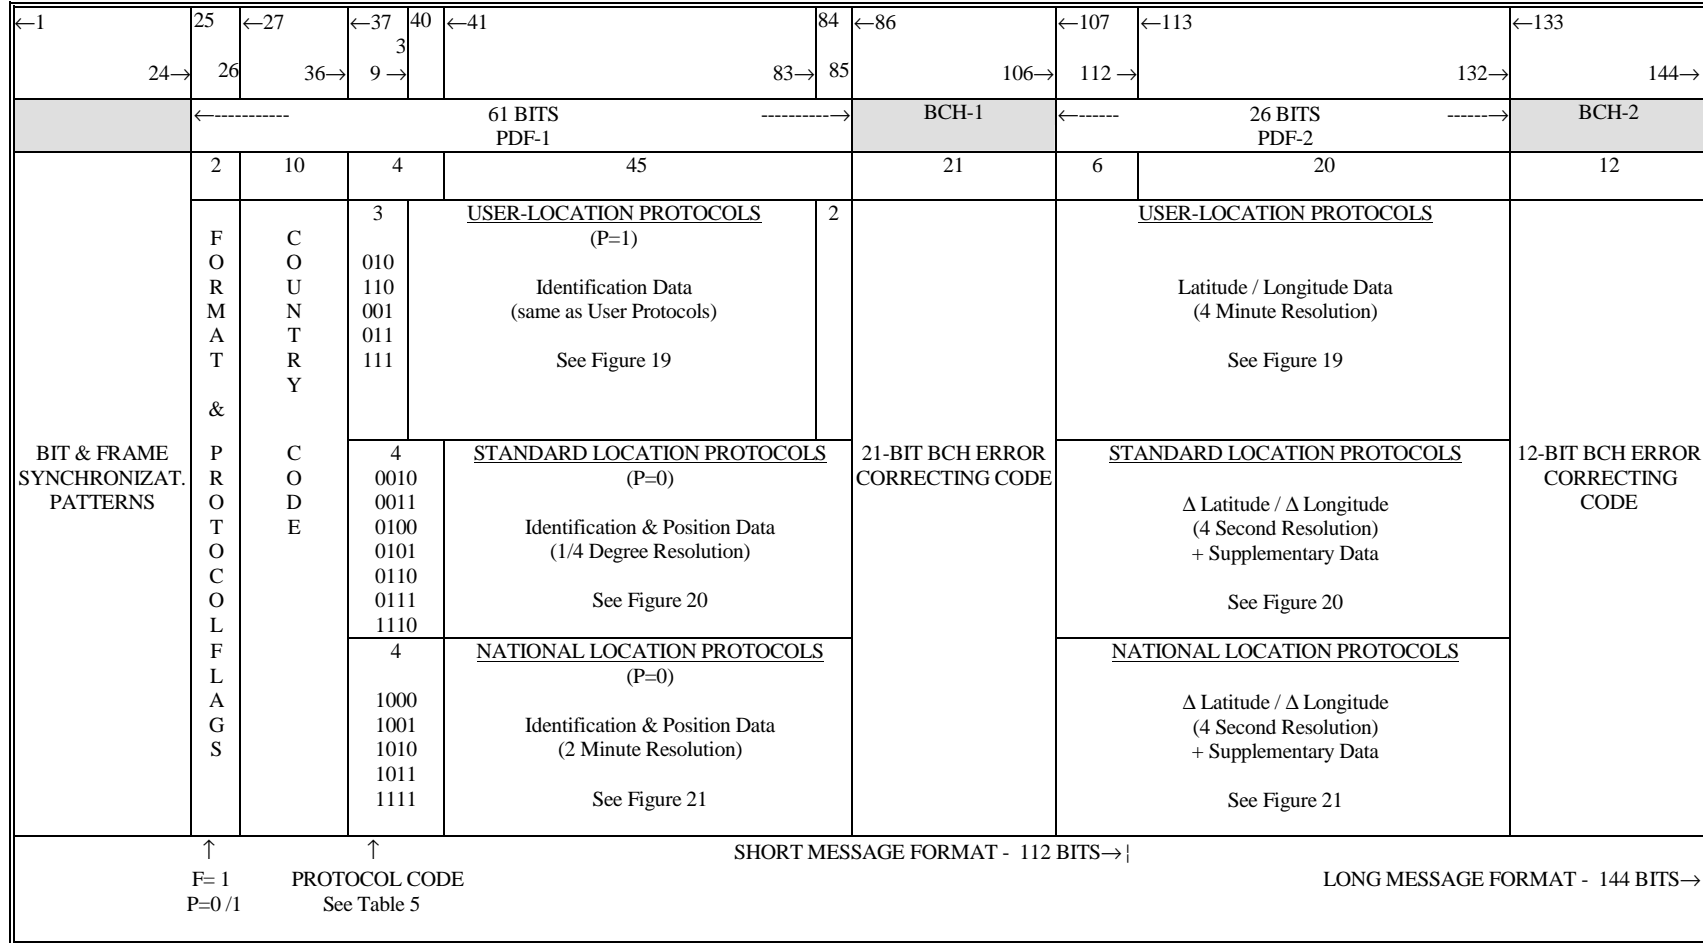 ←1 25 ←27 ←37 40 ←41 84 ←86 ←107 ←113 ←133
3
24→ 26 36→ 9 → 83→ 85 106→ 112 → 132→ 144→
←------------ 61 BITS ----------→ BCH-1 ←------ 26 BITS ------→ BCH-2
PDF-1 PDF-2
2 10 4 45 21 6 20 12
BIT & FRAME
SYNCHRONIZAT.
PATTERNS
F
O
R
M
A
T
&
P
R
O
T
O
C
O
L
F
L
A
G
S
C
O
U
N
T
R
Y
C
O
D
E
3
010
110
001
011
111
USER-LOCATION PROTOCOLS
(P=1)
Identification Data
(same as User Protocols)
See Figure 19
2
4
0010
0011
0100
0101
0110
0111
1110
STANDARD LOCATION PROTOCOLS
(P=0)
Identification & Position Data
(1/4 Degree Resolution)
See Figure 20
4
1000
1001
1010
1011
1111
NATIONAL LOCATION PROTOCOLS
(P=0)
Identification & Position Data
(2 Minute Resolution)
See Figure 21
21-BIT BCH ERROR
CORRECTING CODE
USER-LOCATION PROTOCOLS
Latitude / Longitude Data
(4 Minute Resolution)
See Figure 19
STANDARD LOCATION PROTOCOLS
Δ Latitude / Δ Longitude
(4 Second Resolution)
+ Supplementary Data
See Figure 20
NATIONAL LOCATION PROTOCOLS
Δ Latitude / Δ Longitude
(4 Second Resolution)
+ Supplementary Data
See Figure 21
12-BIT BCH ERROR
CORRECTING
CODE
↑ ↑ SHORT MESSAGE FORMAT - 112 BITS→¦
F= 1 PROTOCOL CODE LONG MESSAGE FORMAT - 144 BITS→
P=0 /1 See Table 5